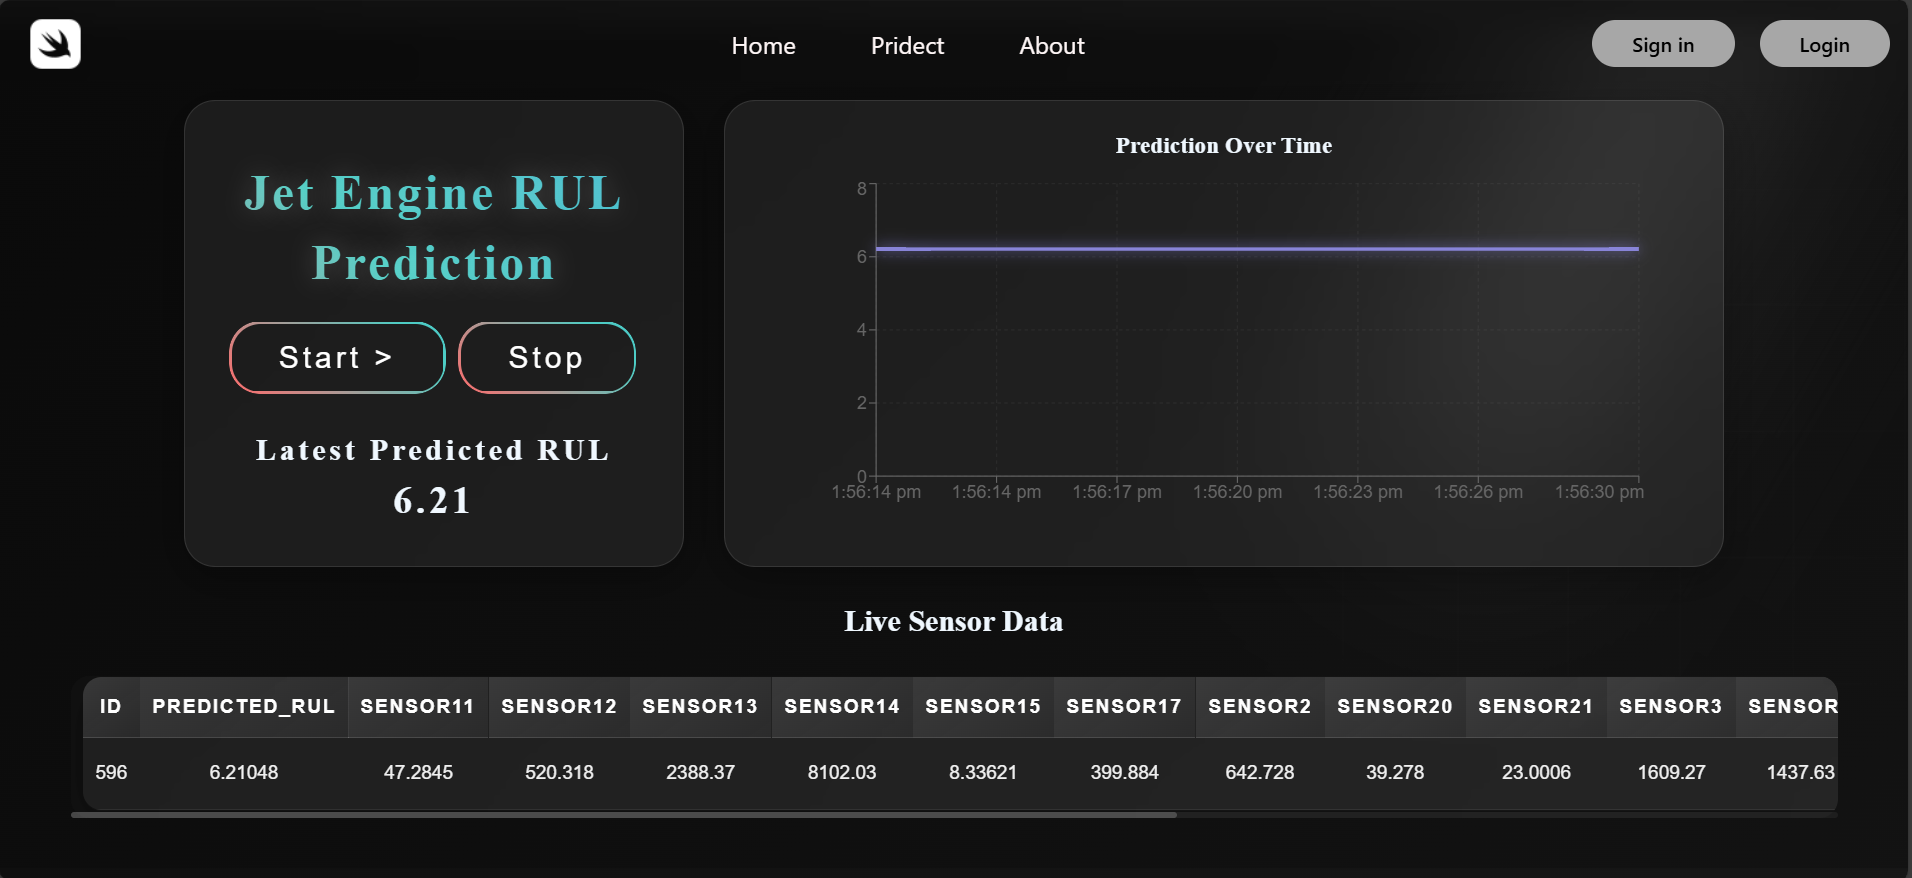 Home Pridect About Sign in Login
Jet Engine RUL
Prediction
Start > Stop
Latest Predicted RUL
6.21
Prediction Over Time
8
6
4
2
0
1:56:14 pm 1:56:14 pm 1:56:17 pm 1:56:20 pm 1:56:23 pm 1:56:26 pm 1:56:30 pm
Live Sensor Data
ID PREDICTED_RUL SENSOR11 SENSOR12 SENSOR13 SENSOR14 SENSOR15 SENSOR17 SENSOR2 SENSOR20 SENSOR21 SENSOR3 SENSOR
596 6.21048 47.2845 520.318 2388.37 8102.03 8.33621 399.884 642.728 39.278 23.0006 1609.27 1437.63